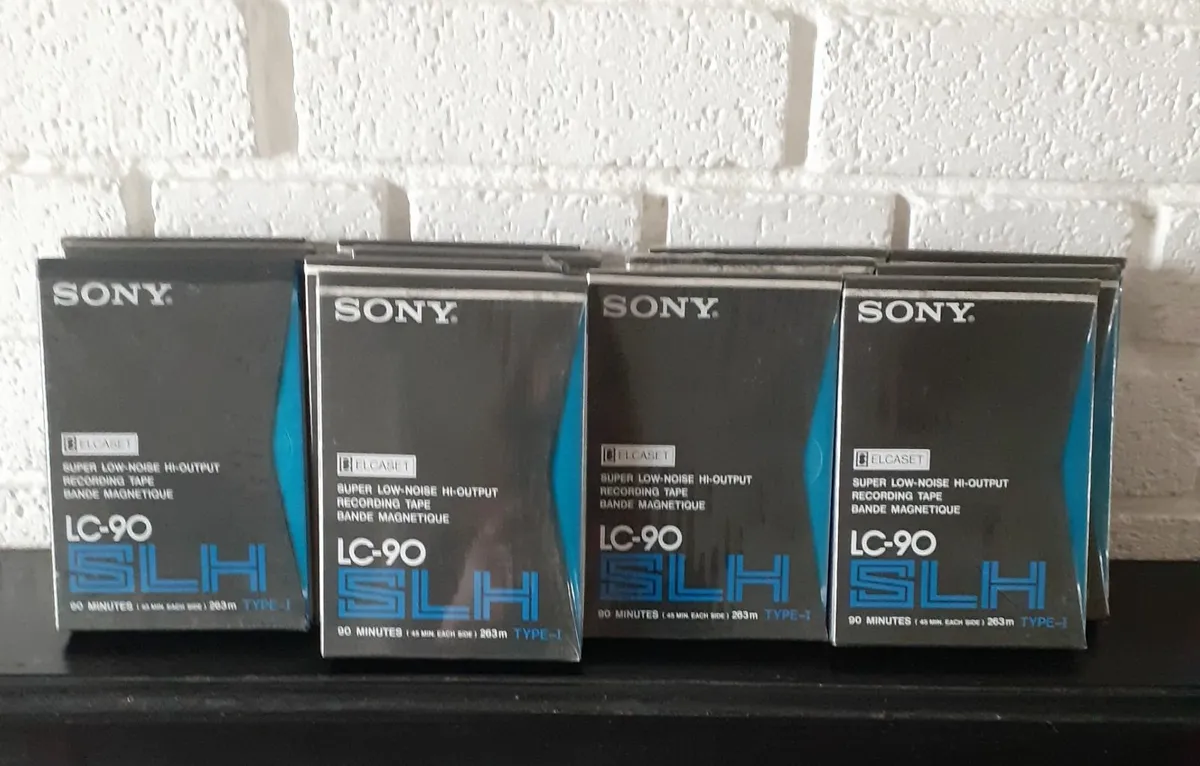 SONY®
ELCASET
SUPER LOW-NOISE HI-OUTPUT
RECORDING TAPE
BANDE MAGNETIQUE
LC-90
SLH
90 MINUTES (45 MIN. EACH SIDE) 263m TYPE-I
SONY®
ELCASET
SUPER LOW-NOISE HI-OUTPUT
RECORDING TAPE
BANDE MAGNETIQUE
LC-90
SLH
90 MINUTES (45 MIN. EACH SIDE) 263m TYPE-I
SONY®
ELCASET
SUPER LOW-NOISE HI-OUTPUT
RECORDING TAPE
BANDE MAGNETIQUE
LC-90
SLH
90 MINUTES (45 MIN. EACH SIDE) 263m TYPE-I
SONY®
ELCASET
SUPER LOW-NOISE HI-OUTPUT
RECORDING TAPE
BANDE MAGNETIQUE
LC-90
SLH
90 MINUTES (45 MIN. EACH SIDE) 263m TYPE-I